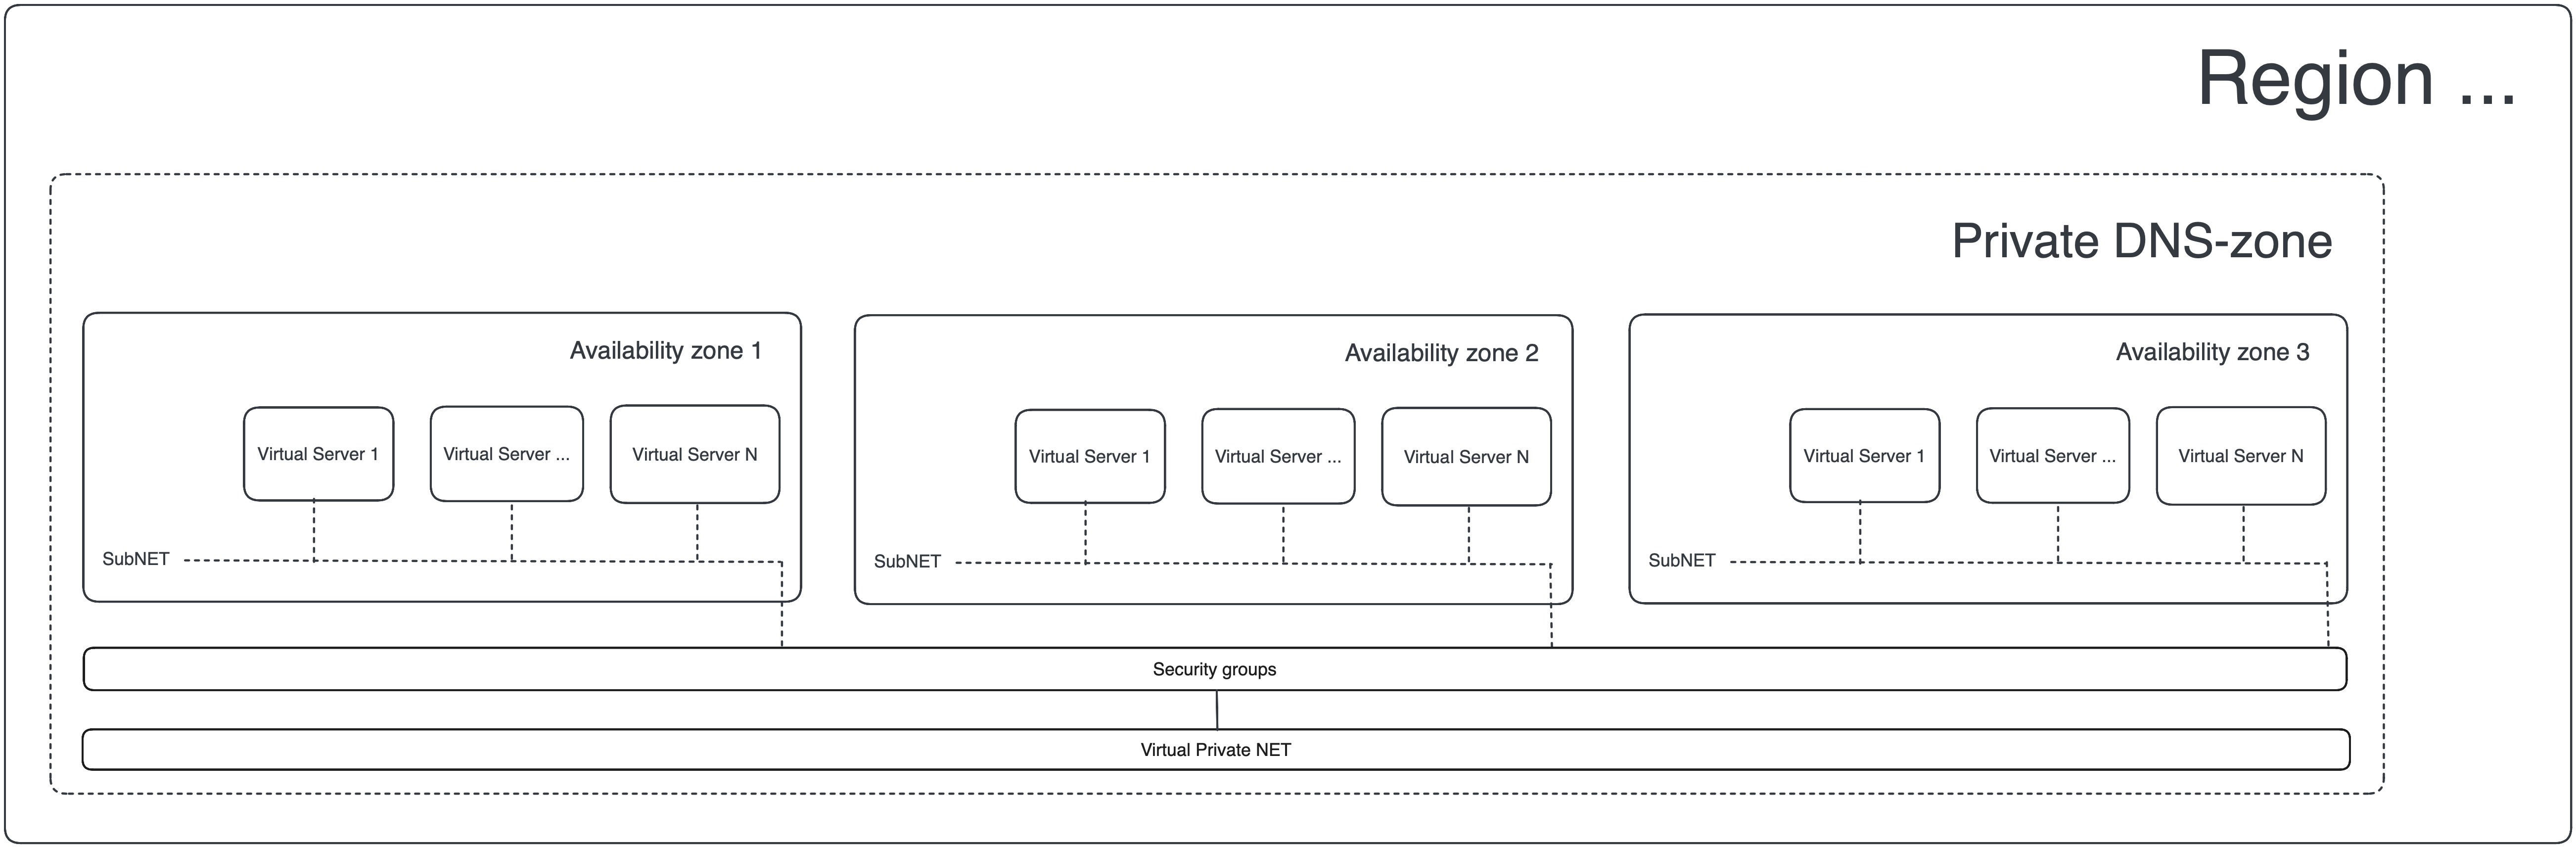 Region ...
Private DNS-zone
Availability zone 1
Availability zone 2
Availability zone 3
Virtual Server 1
Virtual Server ...
Virtual Server N
Virtual Server 1
Virtual Server ...
Virtual Server N
Virtual Server 1
Virtual Server ...
Virtual Server N
SubNET
SubNET
SubNET
Security groups
Virtual Private NET